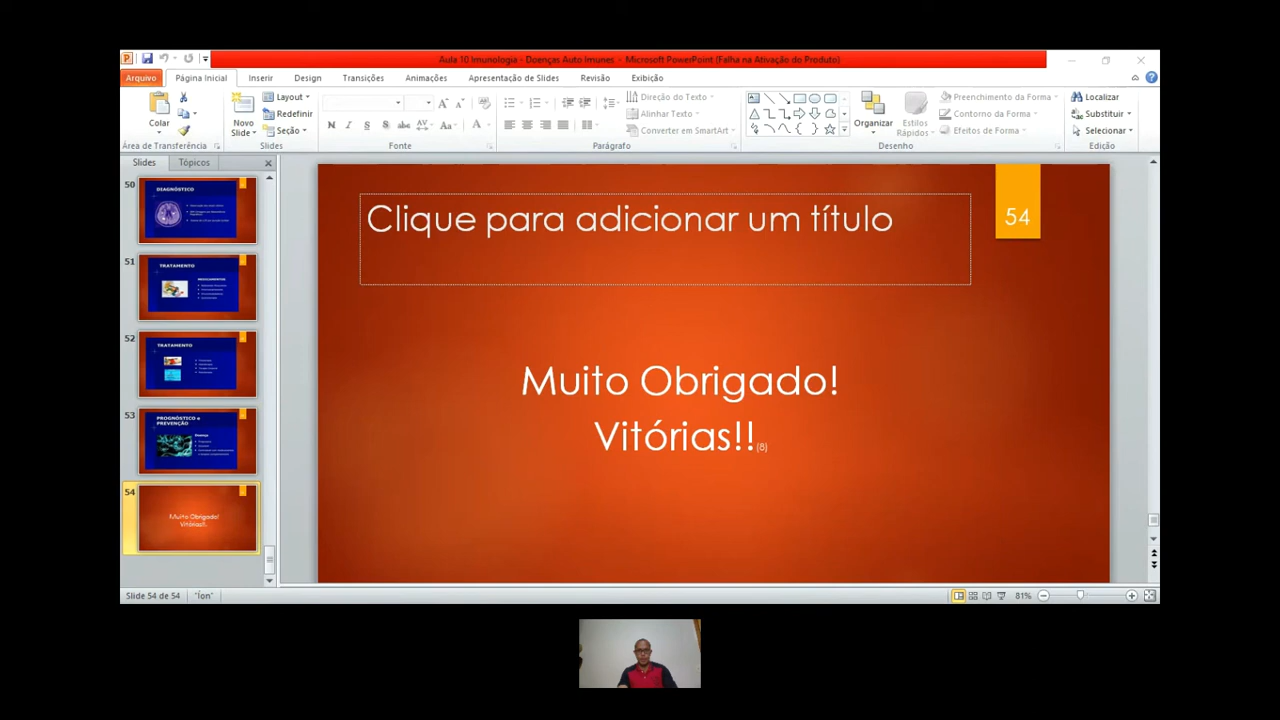 Aula 10 Imunologia - Doenças Auto Imunes - Microsoft PowerPoint (Falha na Ativação do Produto)
Arquivo Página Inicial Inserir Design Transições Animações Apresentação de Slides Revisão Exibição
Colar
Área de Transferência
Novo
Slide
Layout
Redefinir
Seção
Slides
N I S S abc AV Aa A
Fonte
Direção do Texto
Alinhar Texto
Converter em SmartArt
Parágrafo
Organizar
Estilos
Rápidos
Preenchimento da Forma
Contorno da Forma
Efeitos de Forma
Desenho
Localizar
Substituir
Selecionar
Edição
Slides Tópicos
50
DIAGNÓSTICO
51
TRATAMENTO
52
TRATAMENTO
53
PROGNÓSTICO e
PREVENÇÃO
54
Muito Obrigado!
Vitórias!!
Clique para adicionar um título
54
Muito Obrigado!
Vitórias!!(8)
Slide 54 de 54 "Íon" 81%